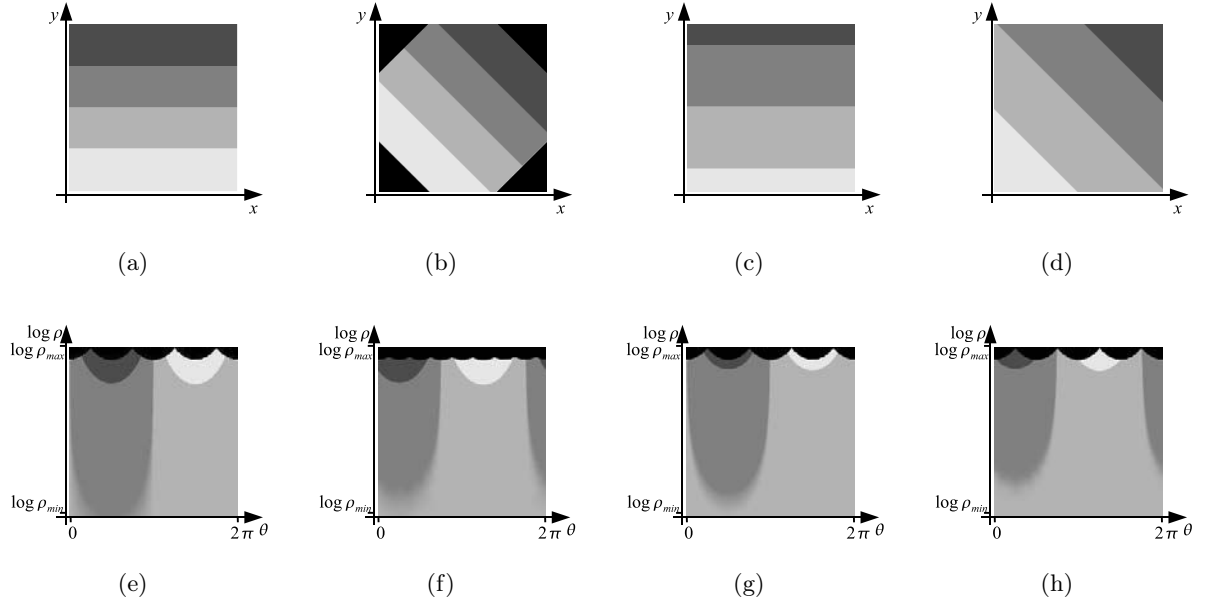 y y y y
x x x x
(a) (b) (c) (d)
log ρ log ρ log ρ log ρ
log ρmax log ρmax log ρmax log ρmax
log ρmin log ρmin log ρmin log ρmin
0 2π θ 0 2π θ 0 2π θ 0 2π θ
(e) (f) (g) (h)